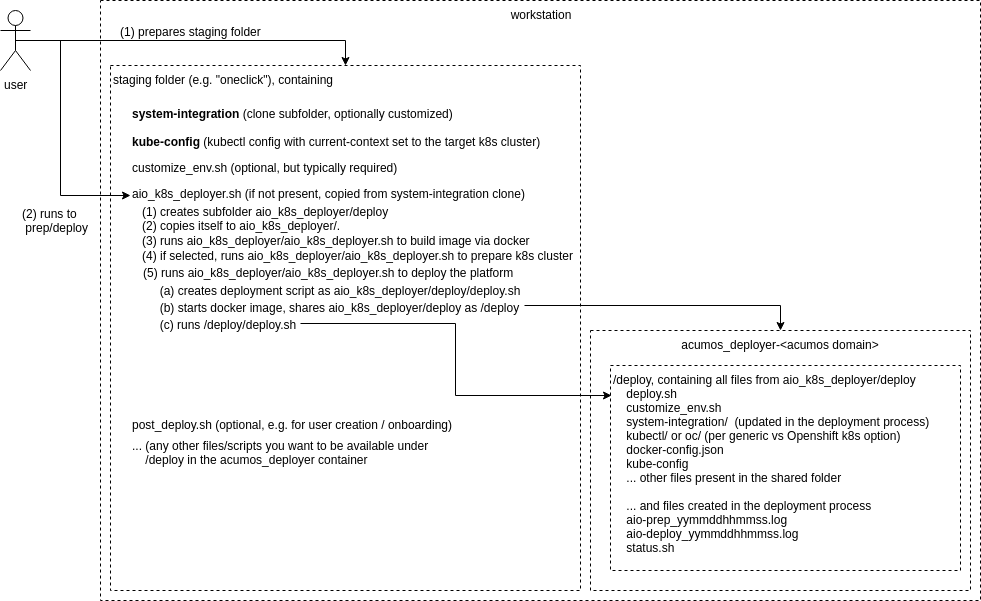 workstation
(1) prepares staging folder
user
staging folder (e.g. "oneclick"), containing
system-integration (clone subfolder, optionally customized)
kube-config (kubectl config with current-context set to the target k8s cluster)
customize_env.sh (optional, but typically required)
aio_k8s_deployer.sh (if not present, copied from system-integration clone)
(2) runs to
prep/deploy
(1) creates subfolder aio_k8s_deployer/deploy
(2) copies itself to aio_k8s_deployer/.
(3) runs aio_k8s_deployer/aio_k8s_deployer.sh to build image via docker
(4) if selected, runs aio_k8s_deployer/aio_k8s_deployer.sh to prepare k8s cluster
(5) runs aio_k8s_deployer/aio_k8s_deployer.sh to deploy the platform
(a) creates deployment script as aio_k8s_deployer/deploy/deploy.sh
(b) starts docker image, shares aio_k8s_deployer/deploy as /deploy
(c) runs /deploy/deploy.sh
post_deploy.sh (optional, e.g. for user creation / onboarding)
... (any other files/scripts you want to be available under
/deploy in the acumos_deployer container
acumos_deployer-<acumos domain>
/deploy, containing all files from aio_k8s_deployer/deploy
deploy.sh
customize_env.sh
system-integration/  (updated in the deployment process)
kubectl/ or oc/ (per generic vs Openshift k8s option)
docker-config.json
kube-config
... other files present in the shared folder
... and files created in the deployment process
aio-prep_yymmddhhmmss.log
aio-deploy_yymmddhhmmss.log
status.sh